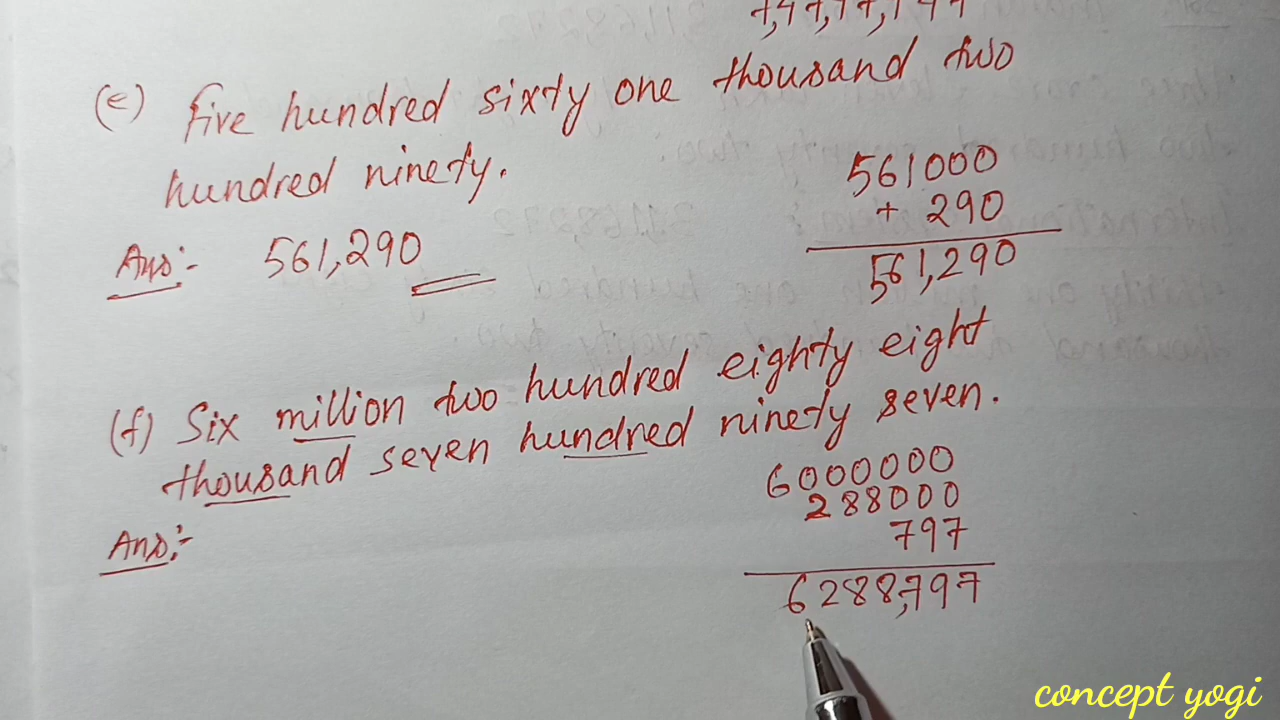 (e) Five hundred sixty one thousand two
hundred ninety.
561000
+ 290
561,290
Ans:- 561,290
(f) Six million two hundred eighty eight
thousand seven hundred ninety seven.
6000000
288000
797
6288,797
Ans:-
concept yogi